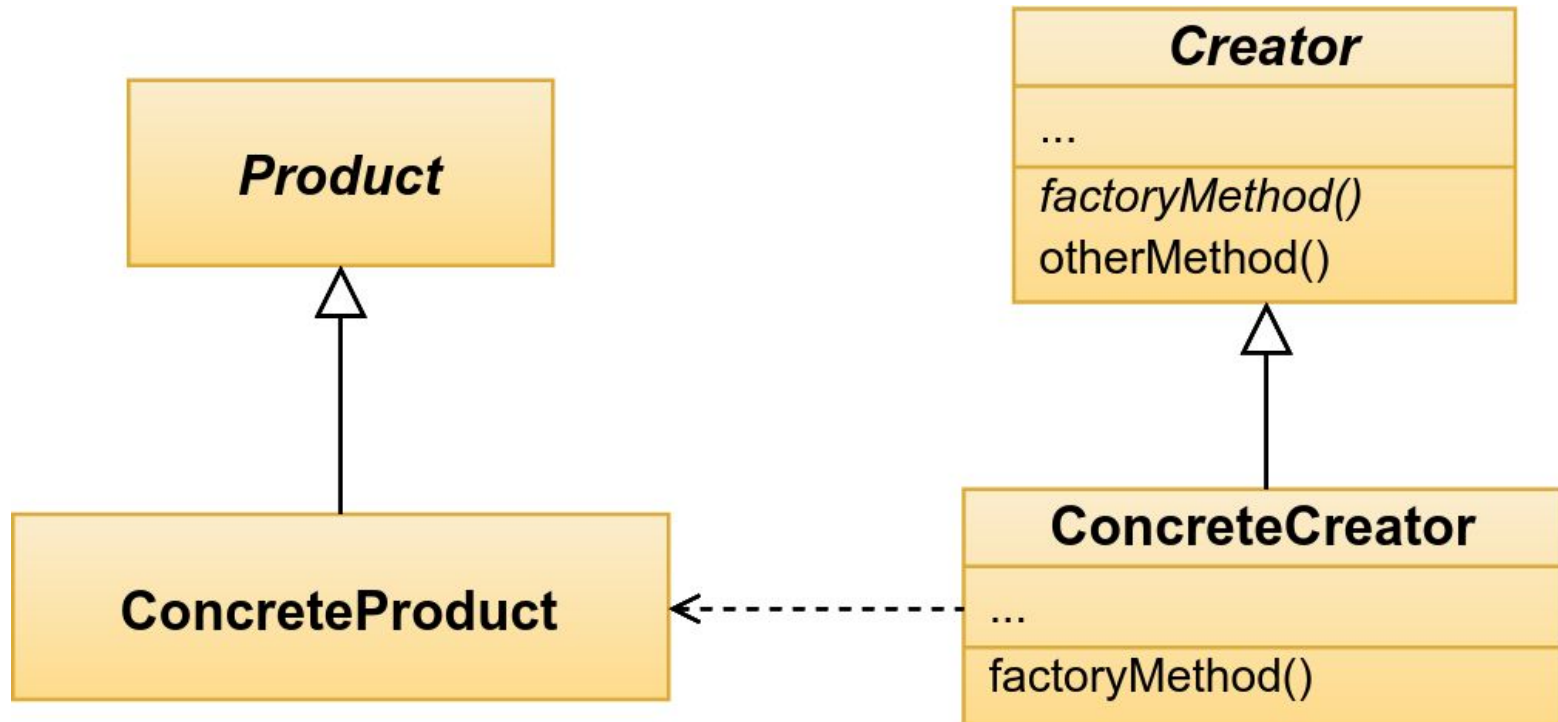 Product
Creator
...
factoryMethod()
otherMethod()
ConcreteProduct
ConcreteCreator
...
factoryMethod()